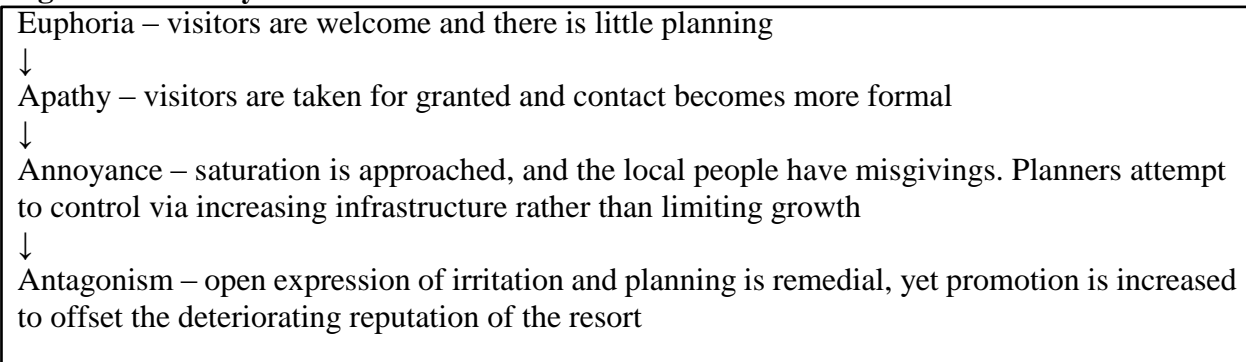 Euphoria – visitors are welcome and there is little planning
↓
Apathy – visitors are taken for granted and contact becomes more formal
↓
Annoyance – saturation is approached, and the local people have misgivings. Planners attempt
to control via increasing infrastructure rather than limiting growth
↓
Antagonism – open expression of irritation and planning is remedial, yet promotion is increased
to offset the deteriorating reputation of the resort